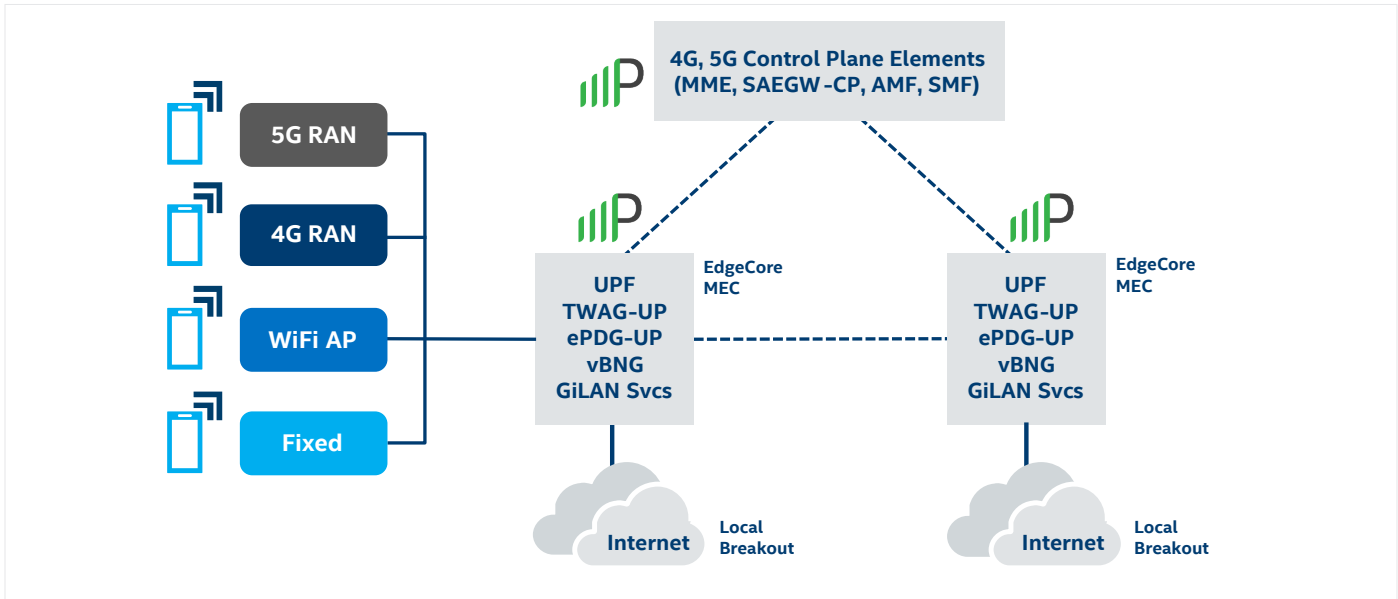 4G, 5G Control Plane Elements
(MME, SAEGW-CP, AMF, SMF)
5G RAN
4G RAN
WiFi AP
Fixed
UPF
TWAG-UP
ePDG-UP
vBNG
GiLAN Svcs
EdgeCore
MEC
UPF
TWAG-UP
ePDG-UP
vBNG
GiLAN Svcs
EdgeCore
MEC
Internet
Local
Breakout
Internet
Local
Breakout